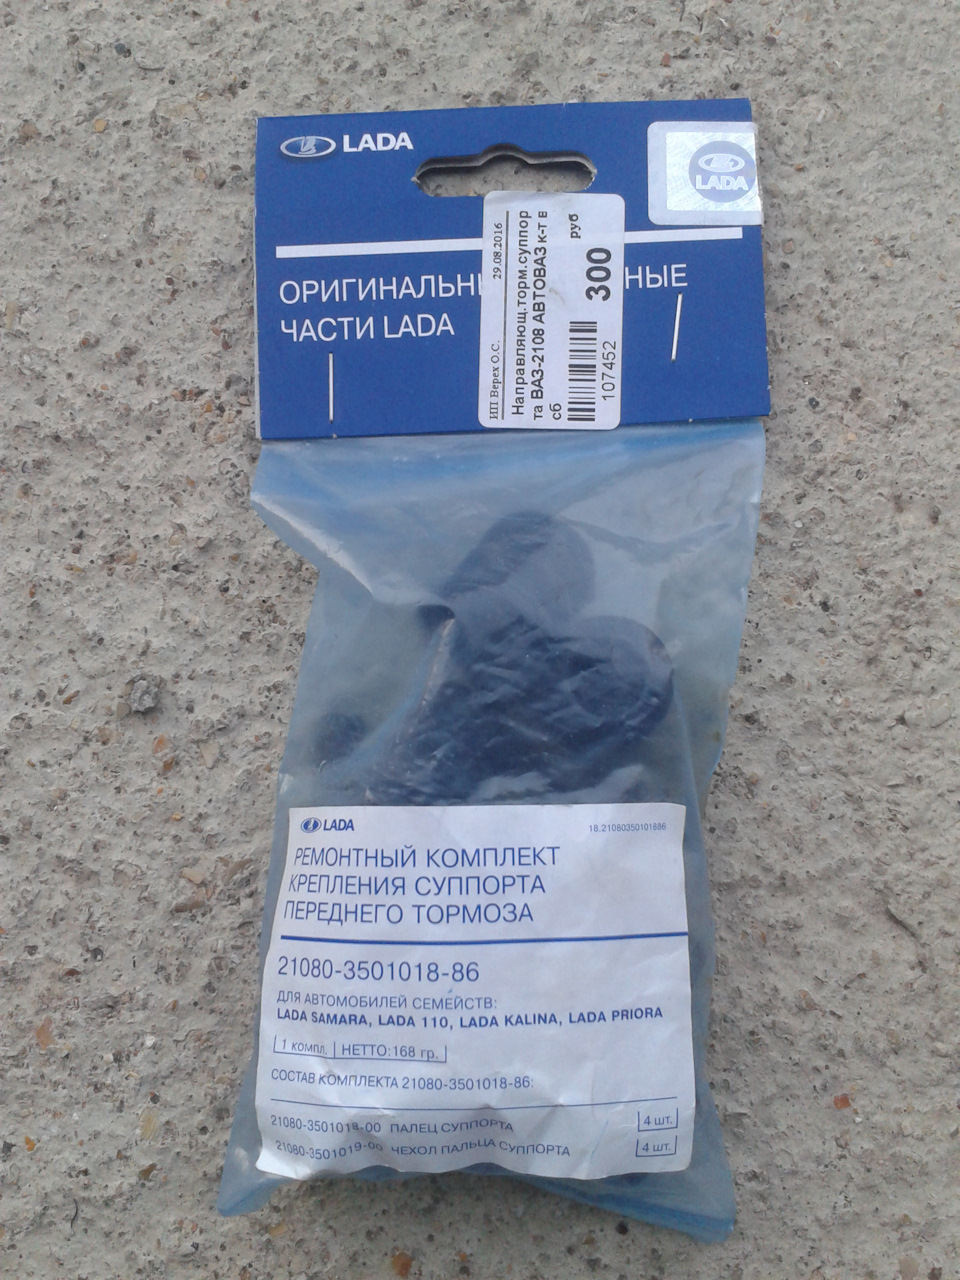 LADA
LADA
ОРИГИНАЛЬН НЫЕ
ЧАСТИ LADA
ИП Верех О.С. 29.08.2016
Направляющ.торм.суппор
та ВАЗ-2108 АВТОВАЗ к-т в
сб
300 руб
107452
LADA 18.21080350101886
РЕМОНТНЫЙ КОМПЛЕКТ
КРЕПЛЕНИЯ СУППОРТА
ПЕРЕДНЕГО ТОРМОЗА
21080-3501018-86
ДЛЯ АВТОМОБИЛЕЙ СЕМЕЙСТВ:
LADA SAMARA, LADA 110, LADA KALINA, LADA PRIORA
1 КОМПЛ. НЕТТО:168 гр.
СОСТАВ КОМПЛЕКТА 21080-3501018-86:
21080-3501018-00 ПАЛЕЦ СУППОРТА 4 шт.
21080-3501019-00 ЧЕХОЛ ПАЛЬЦА СУППОРТА 4 шт.